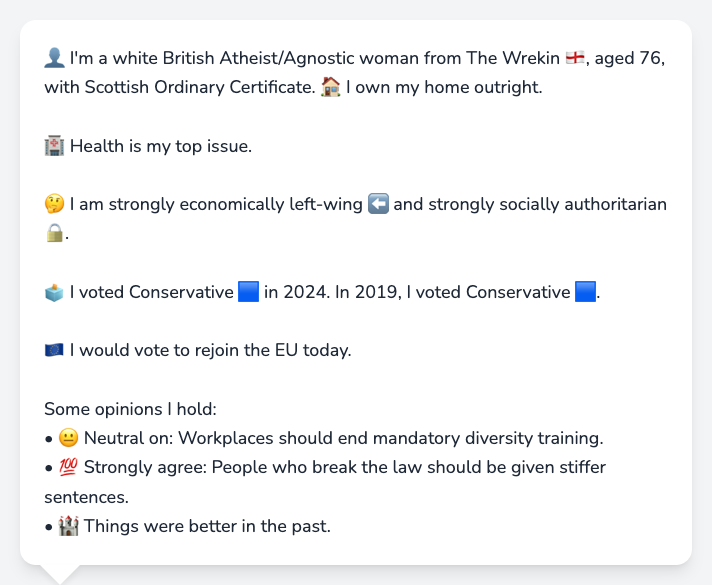 👤 I'm a white British Atheist/Agnostic woman from The Wrekin 🏴󠁧󠁢󠁥󠁮󠁧󠁿, aged 76,
with Scottish Ordinary Certificate. 🏠 I own my home outright.
🏥 Health is my top issue.
🤔 I am strongly economically left-wing ⬅️ and strongly socially authoritarian
🔒.
🗳️ I voted Conservative 🟦 in 2024. In 2019, I voted Conservative 🟦.
🇪🇺 I would vote to rejoin the EU today.
Some opinions I hold:
• 😐 Neutral on: Workplaces should end mandatory diversity training.
• 💯 Strongly agree: People who break the law should be given stiffer
sentences.
• 🏰 Things were better in the past.